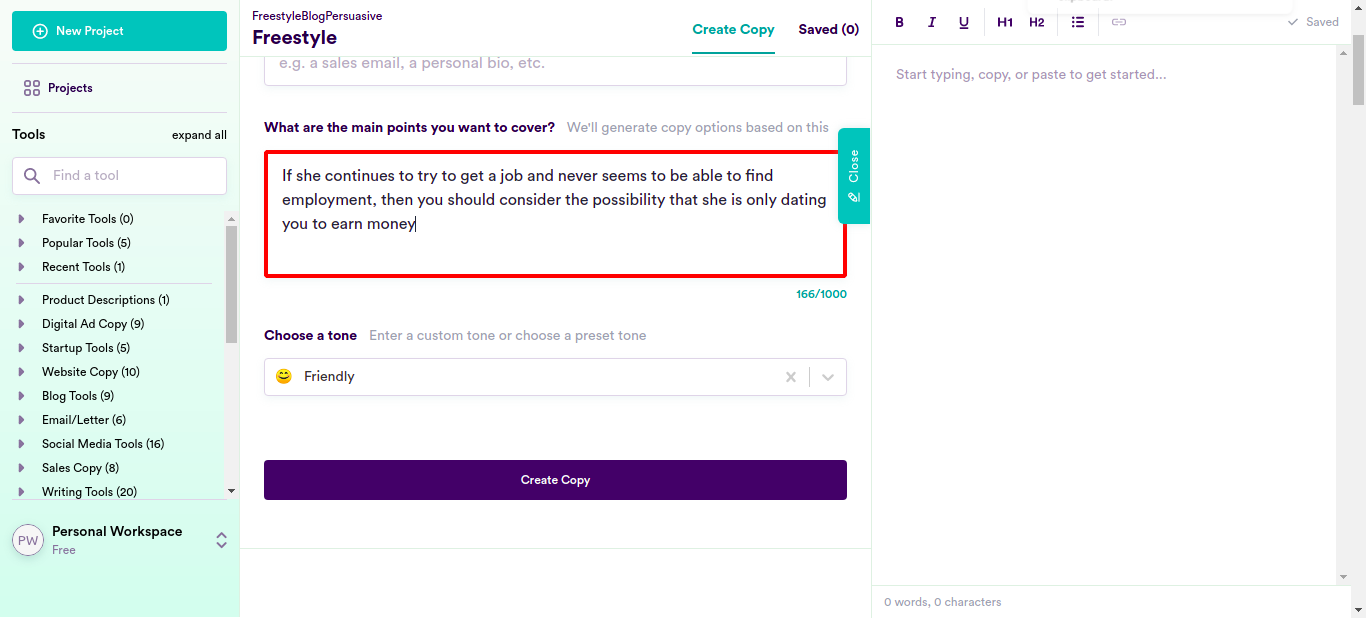 New Project
Projects
Tools
expand all
Find a tool
Favorite Tools (0)
Popular Tools (5)
Recent Tools (1)
Product Descriptions (1)
Digital Ad Copy (9)
Startup Tools (5)
Website Copy (10)
Blog Tools (9)
Email/Letter (6)
Social Media Tools (16)
Sales Copy (8)
Writing Tools (20)
PW
Personal Workspace
Free
FreestyleBlogPersuasive
Freestyle
Create Copy
Saved (0)
e.g. a sales email, a personal bio, etc.
What are the main points you want to cover? We'll generate copy options based on this
If she continues to try to get a job and never seems to be able to find
employment, then you should consider the possibility that she is only dating
you to earn money
166/1000
Close
Choose a tone Enter a custom tone or choose a preset tone
😊 Friendly
Create Copy
B I U H1 H2
Saved
Start typing, copy, or paste to get started...
0 words, 0 characters